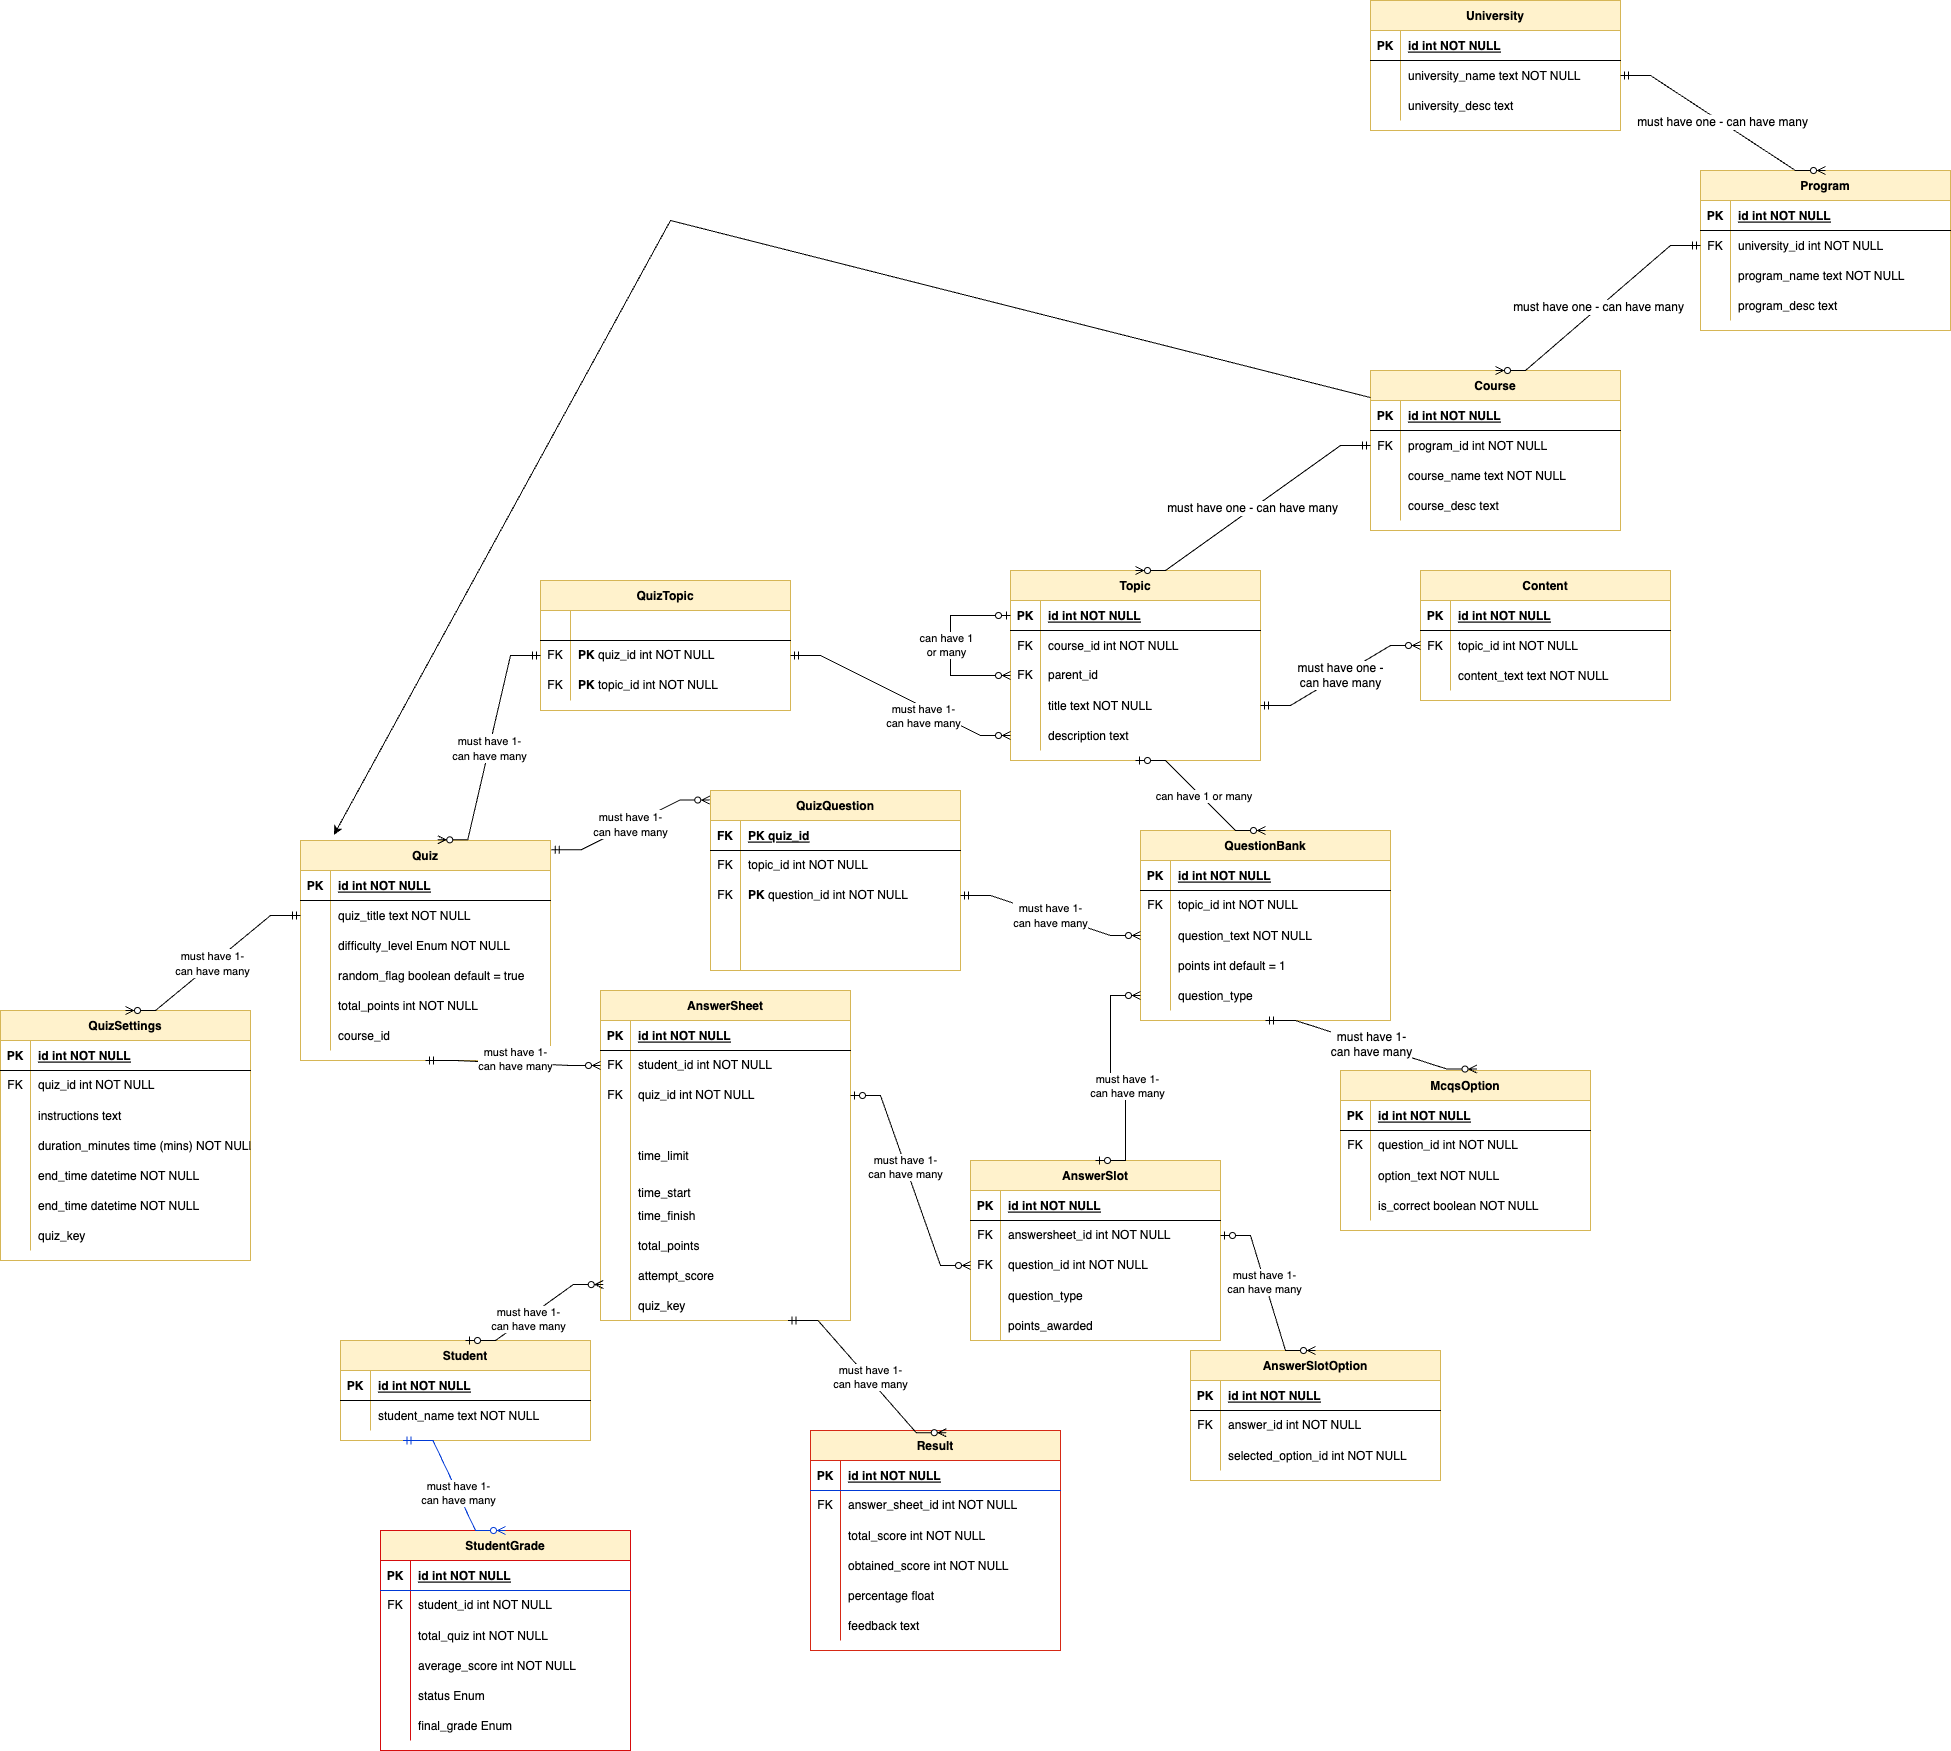 University
PK id int NOT NULL
university_name text NOT NULL
university_desc text
must have one - can have many
Program
PK id int NOT NULL
FK university_id int NOT NULL
program_name text NOT NULL
program_desc text
must have one - can have many
Course
PK id int NOT NULL
FK program_id int NOT NULL
course_name text NOT NULL
course_desc text
must have one - can have many
Topic
PK id int NOT NULL
FK course_id int NOT NULL
FK parent_id
title text NOT NULL
description text
can have 1
or many
Content
PK id int NOT NULL
FK topic_id int NOT NULL
content_text text NOT NULL
must have one -
can have many
QuizTopic
FK PK quiz_id int NOT NULL
FK PK topic_id int NOT NULL
must have 1-
can have many
must have 1-
can have many
can have 1 or many
QuizQuestion
FK PK quiz_id
FK topic_id int NOT NULL
FK PK question_id int NOT NULL
must have 1-
can have many
must have 1-
can have many
QuestionBank
PK id int NOT NULL
FK topic_id int NOT NULL
question_text NOT NULL
points int default = 1
question_type
Quiz
PK id int NOT NULL
quiz_title text NOT NULL
difficulty_level Enum NOT NULL
random_flag boolean default = true
total_points int NOT NULL
course_id
must have 1-
can have many
QuizSettings
PK id int NOT NULL
FK quiz_id int NOT NULL
instructions text
duration_minutes time (mins) NOT NULL
end_time datetime NOT NULL
end_time datetime NOT NULL
quiz_key
must have 1-
can have many
AnswerSheet
PK id int NOT NULL
FK student_id int NOT NULL
FK quiz_id int NOT NULL
time_limit
time_start
time_finish
total_points
attempt_score
quiz_key
must have 1-
can have many
must have 1-
can have many
must have 1-
can have many
McqsOption
PK id int NOT NULL
FK question_id int NOT NULL
option_text NOT NULL
is_correct boolean NOT NULL
AnswerSlot
PK id int NOT NULL
FK answersheet_id int NOT NULL
FK question_id int NOT NULL
question_type
points_awarded
must have 1-
can have many
AnswerSlotOption
PK id int NOT NULL
FK answer_id int NOT NULL
selected_option_id int NOT NULL
must have 1-
can have many
Student
PK id int NOT NULL
student_name text NOT NULL
must have 1-
can have many
Result
PK id int NOT NULL
FK answer_sheet_id int NOT NULL
total_score int NOT NULL
obtained_score int NOT NULL
percentage float
feedback text
must have 1-
can have many
StudentGrade
PK id int NOT NULL
FK student_id int NOT NULL
total_quiz int NOT NULL
average_score int NOT NULL
status Enum
final_grade Enum